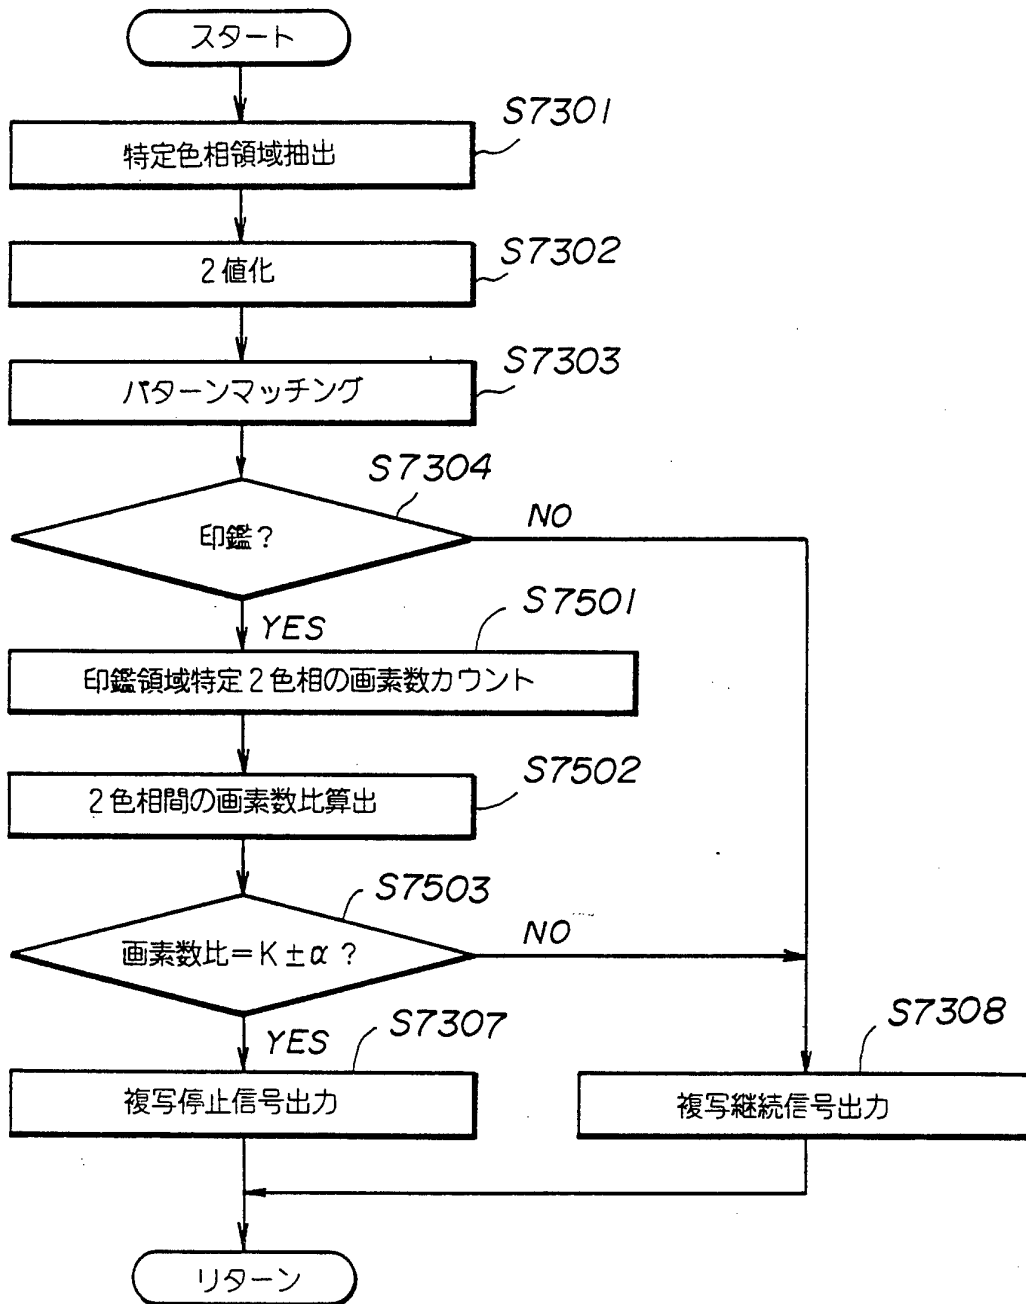 スタート
S7301
特定色相領域抽出
S7302
2値化
S7303
パターンマッチング
S7304
印鑑?
NO
YES
S7501
印鑑領域特定2色相の画素数カウント
S7502
2色相間の画素数比算出
S7503
画素数比=K±α?
NO
YES
S7307
複写停止信号出力
S7308
複写継続信号出力
リターン